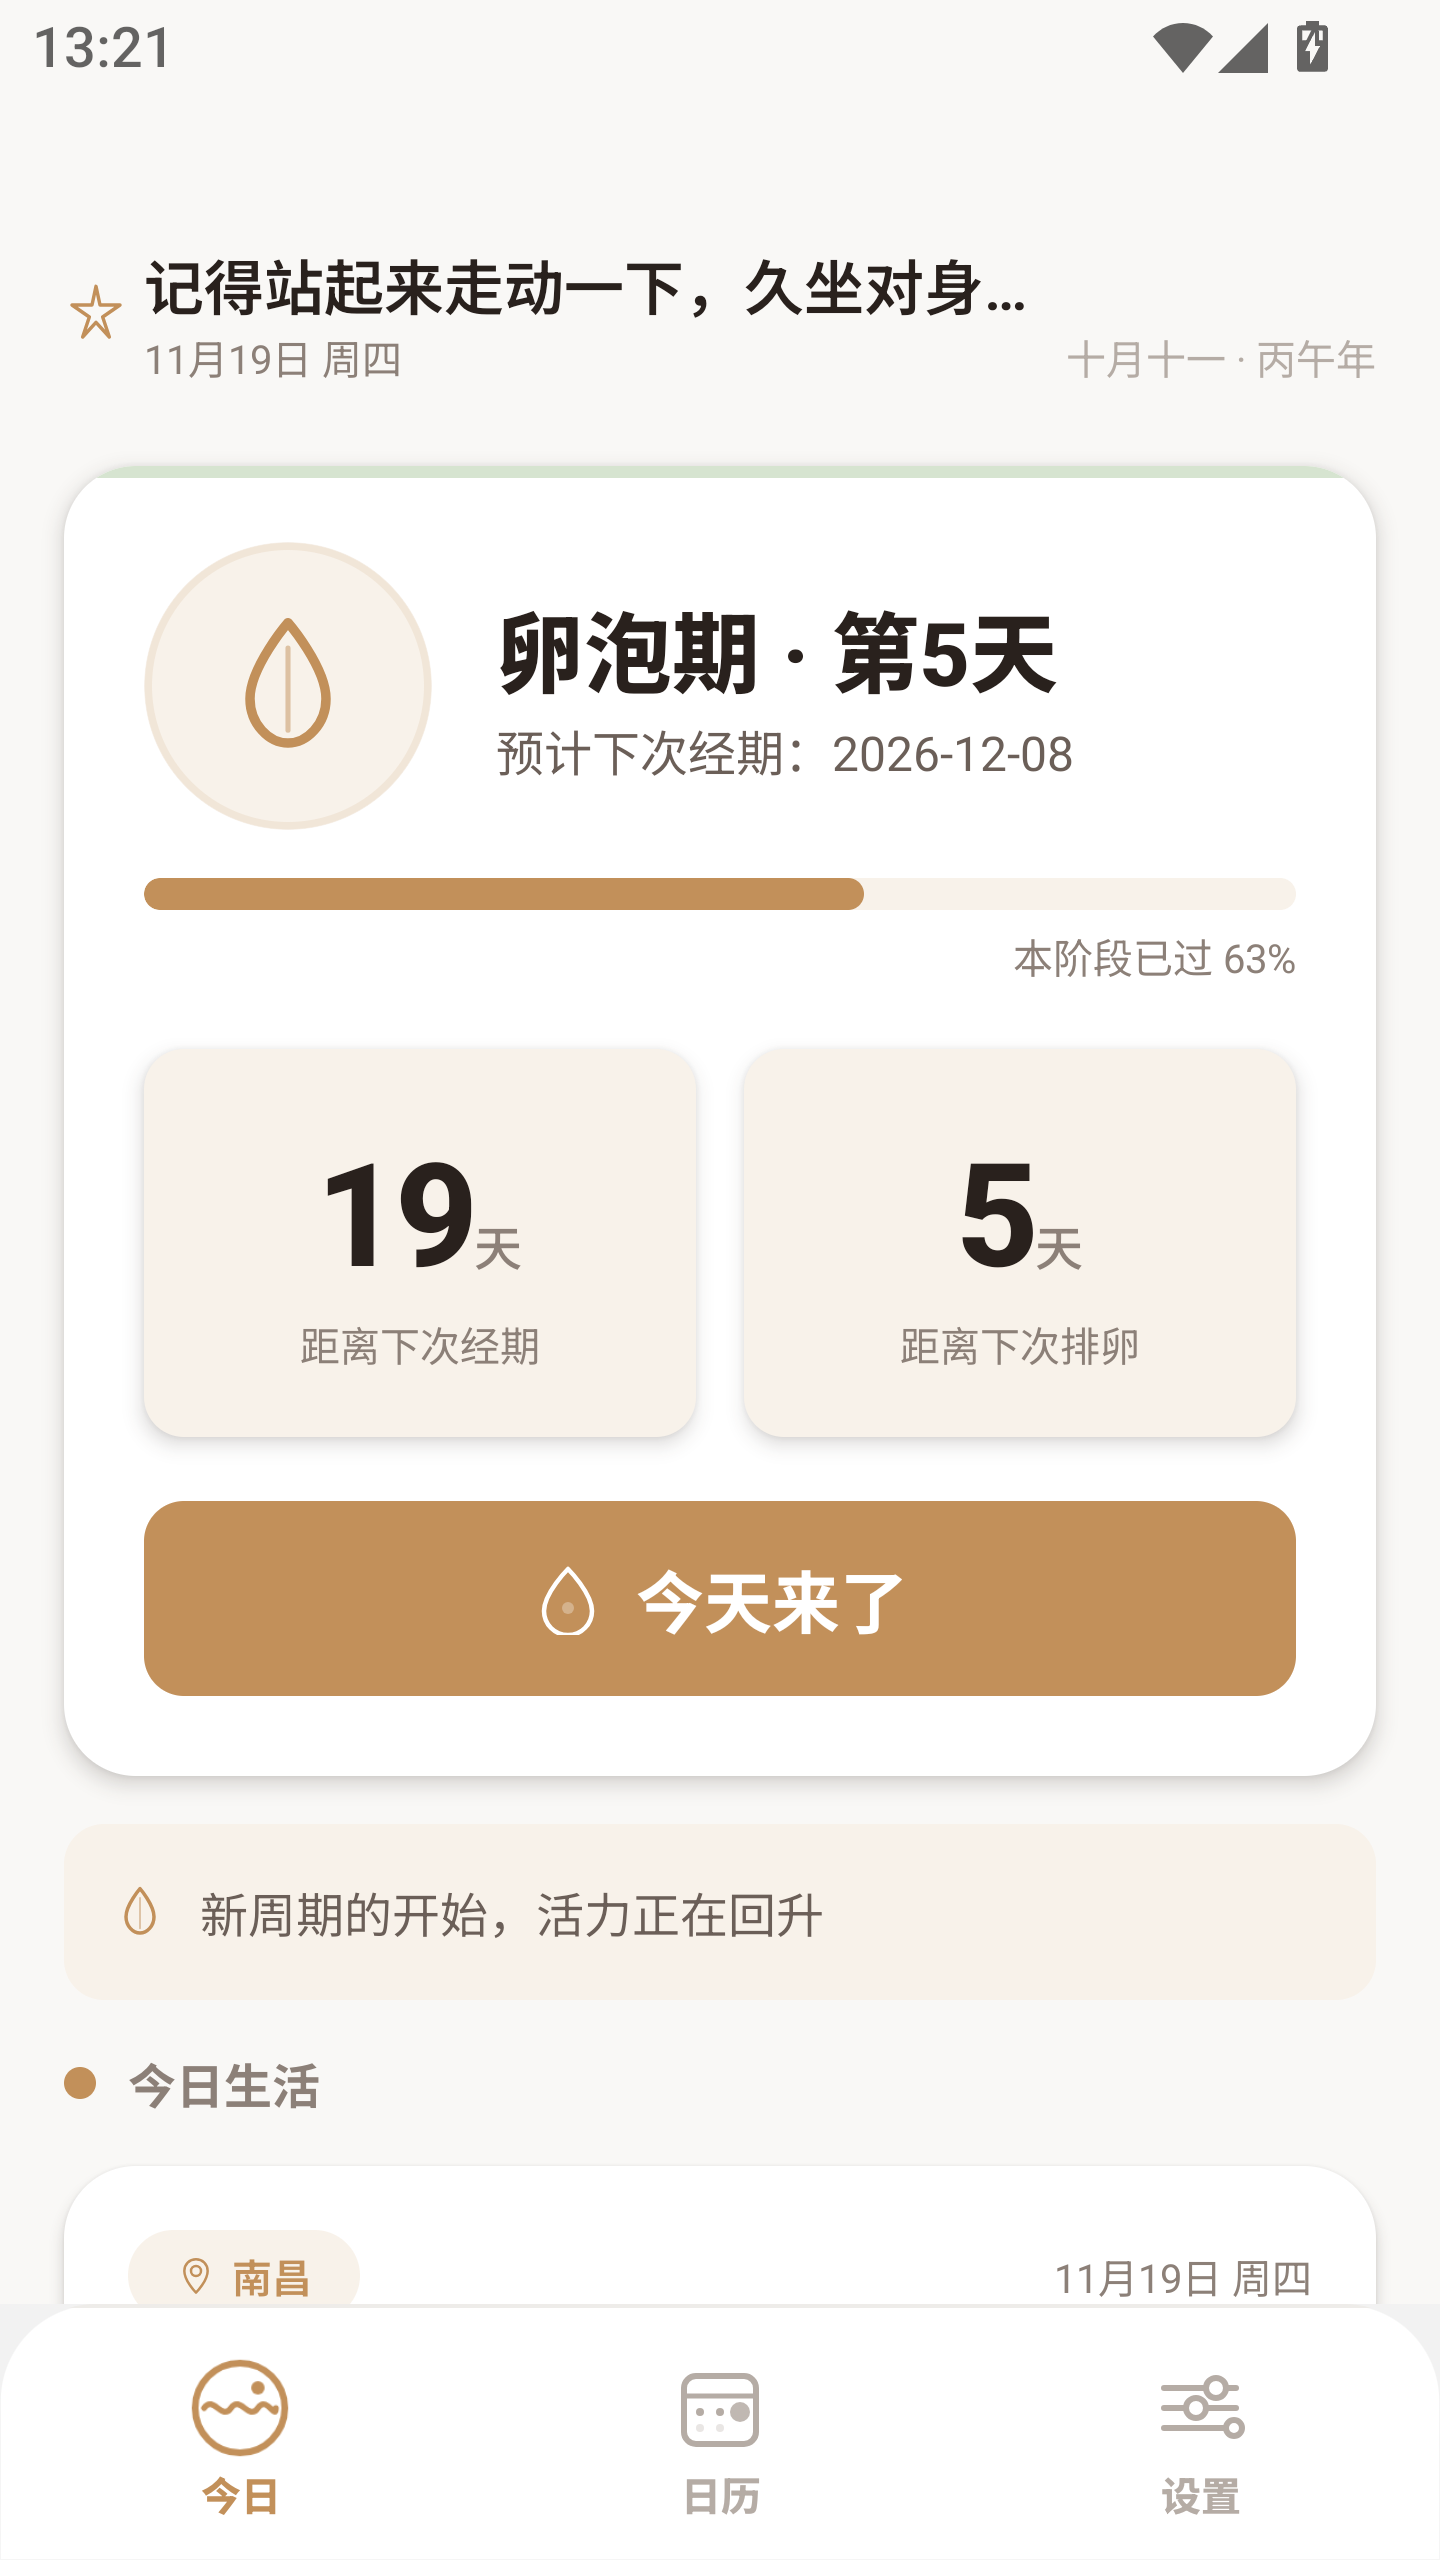 13:21
记得站起来走动一下，久坐对身...
11月19日 周四
十月十一 · 丙午年
卵泡期 · 第5天
预计下次经期：2026-12-08
本阶段已过 63%
19天
距离下次经期
5天
距离下次排卵
今天来了
新周期的开始，活力正在回升
今日生活
南昌
11月19日 周四
今日
日历
设置